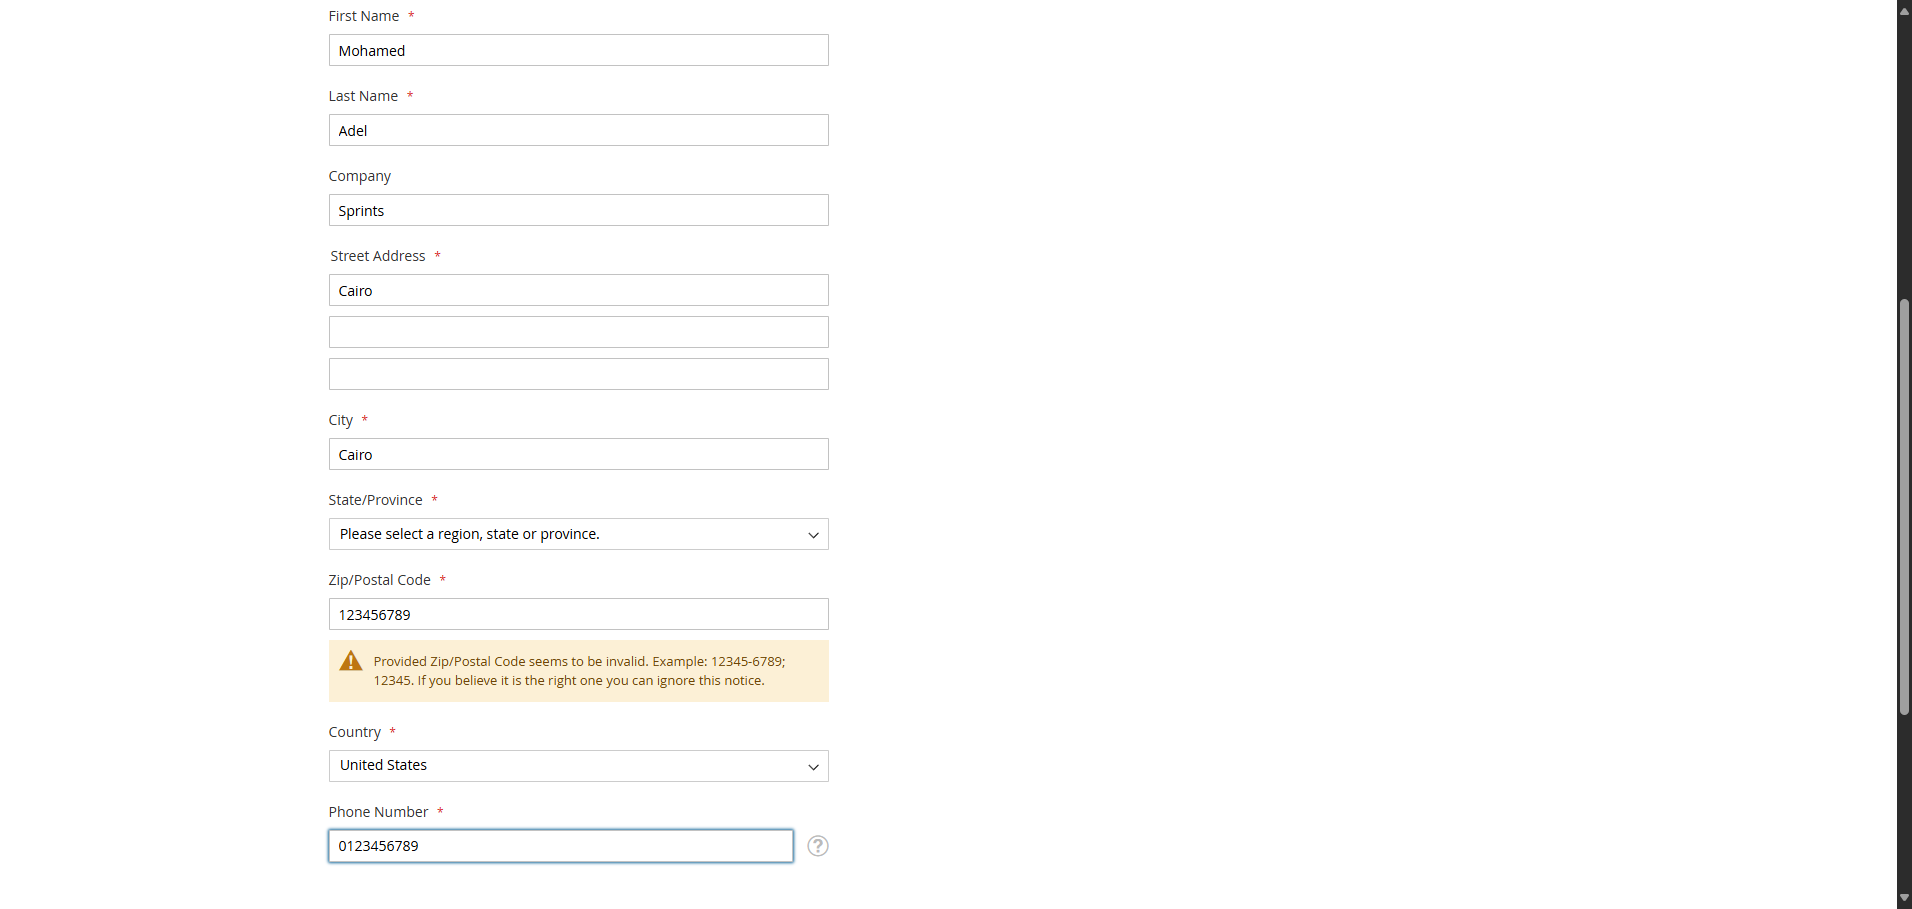 First Name *
Mohamed
Last Name *
Adel
Company
Sprints
Street Address *
Cairo
City *
Cairo
State/Province *
Please select a region, state or province.
Zip/Postal Code *
123456789
Provided Zip/Postal Code seems to be invalid. Example: 12345-6789;
12345. If you believe it is the right one you can ignore this notice.
Country *
United States
Phone Number *
0123456789
?